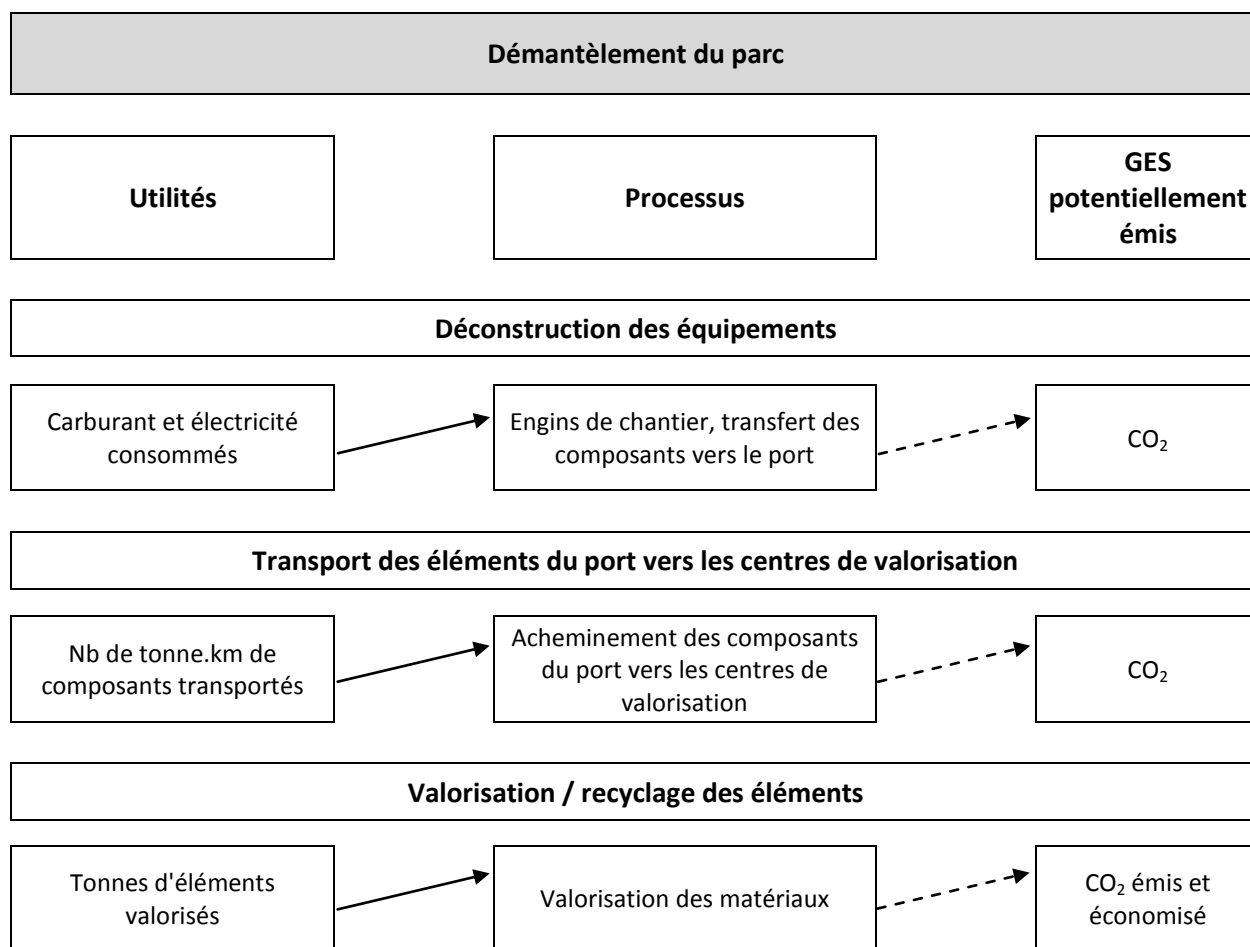 Démantèlement du parc
Utilités
Processus
GES
potentiellement
émis
Déconstruction des équipements
Carburant et électricité
consommés
Engins de chantier, transfert des
composants vers le port
CO₂
Transport des éléments du port vers les centres de valorisation
Nb de tonne.km de
composants transportés
Acheminement des composants
du port vers les centres de
valorisation
CO₂
Valorisation / recyclage des éléments
Tonnes d'éléments
valorisés
Valorisation des matériaux
CO₂ émis et
économisé